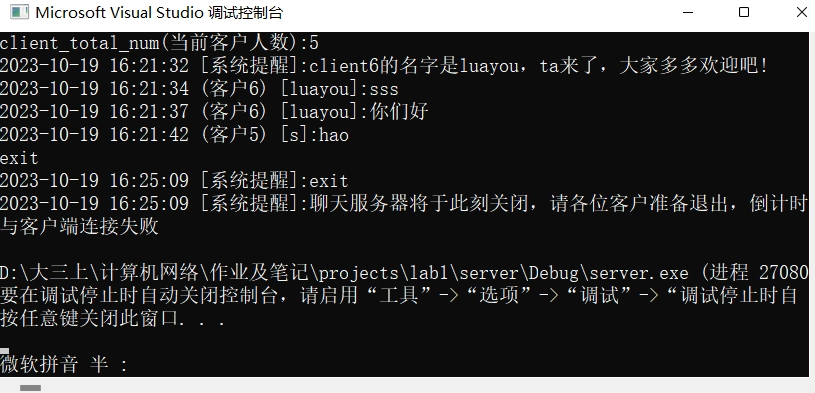 Microsoft Visual Studio 调试控制台
client_total_num(当前客户人数):5
2023-10-19 16:21:32 [系统提醒]:client6的名字是luayou，ta来了，大家多多欢迎吧!
2023-10-19 16:21:34 (客户6) [luayou]:sss
2023-10-19 16:21:37 (客户6) [luayou]:你们好
2023-10-19 16:21:42 (客户5) [s]:hao
exit
2023-10-19 16:25:09 [系统提醒]:exit
2023-10-19 16:25:09 [系统提醒]:聊天服务器将于此刻关闭，请各位客户准备退出，倒计时
与客户端连接失败
D:\大三上\计算机网络\作业及笔记\projects\lab1\server\Debug\server.exe (进程 27080
要在调试停止时自动关闭控制台，请启用“工具”->“选项”->“调试”->“调试停止时自
按任意键关闭此窗口. . .
微软拼音 半 :